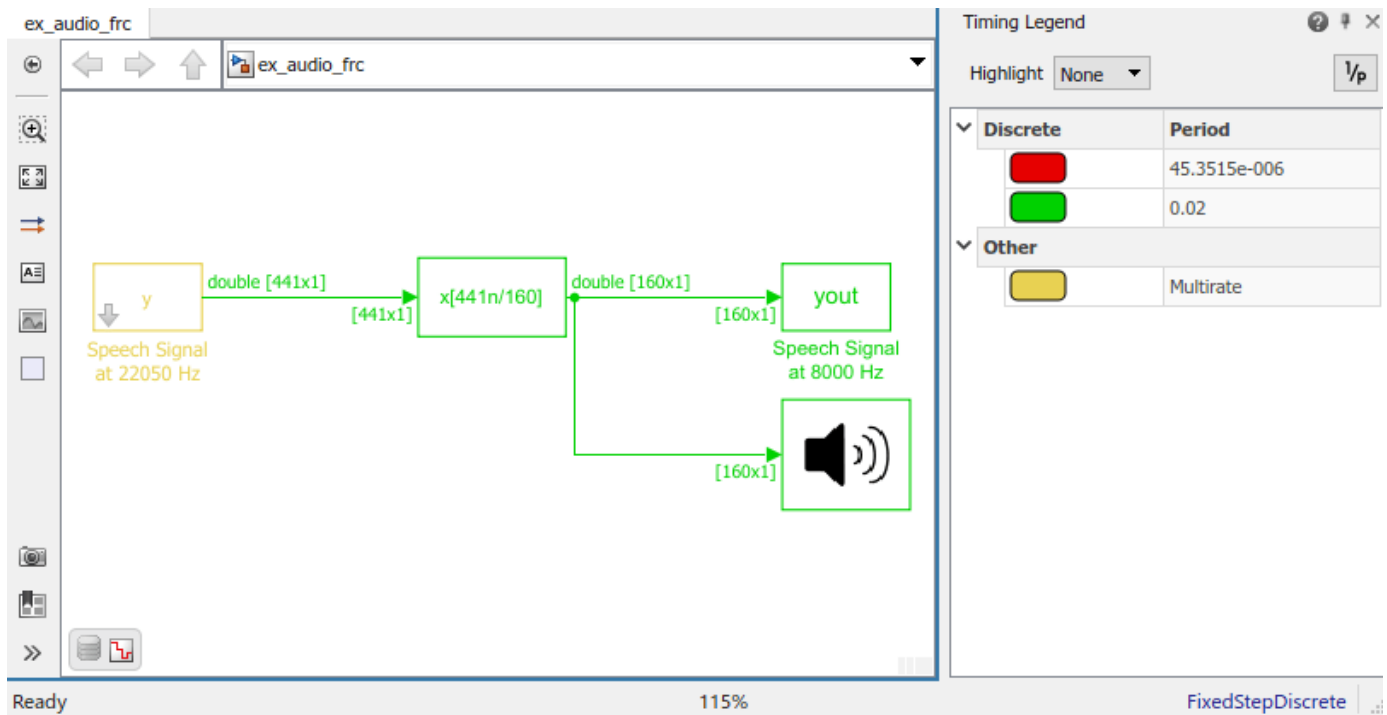 ex_audio_frc
Timing Legend
ex_audio_frc
Highlight None
1/p
Discrete Period
45.3515e-006
0.02
Other
Multirate
y
double [441x1]
[441x1]
Speech Signal
at 22050 Hz
x[441n/160]
double [160x1]
[160x1]
yout
Speech Signal
at 8000 Hz
[160x1]
Ready
115%
FixedStepDiscrete